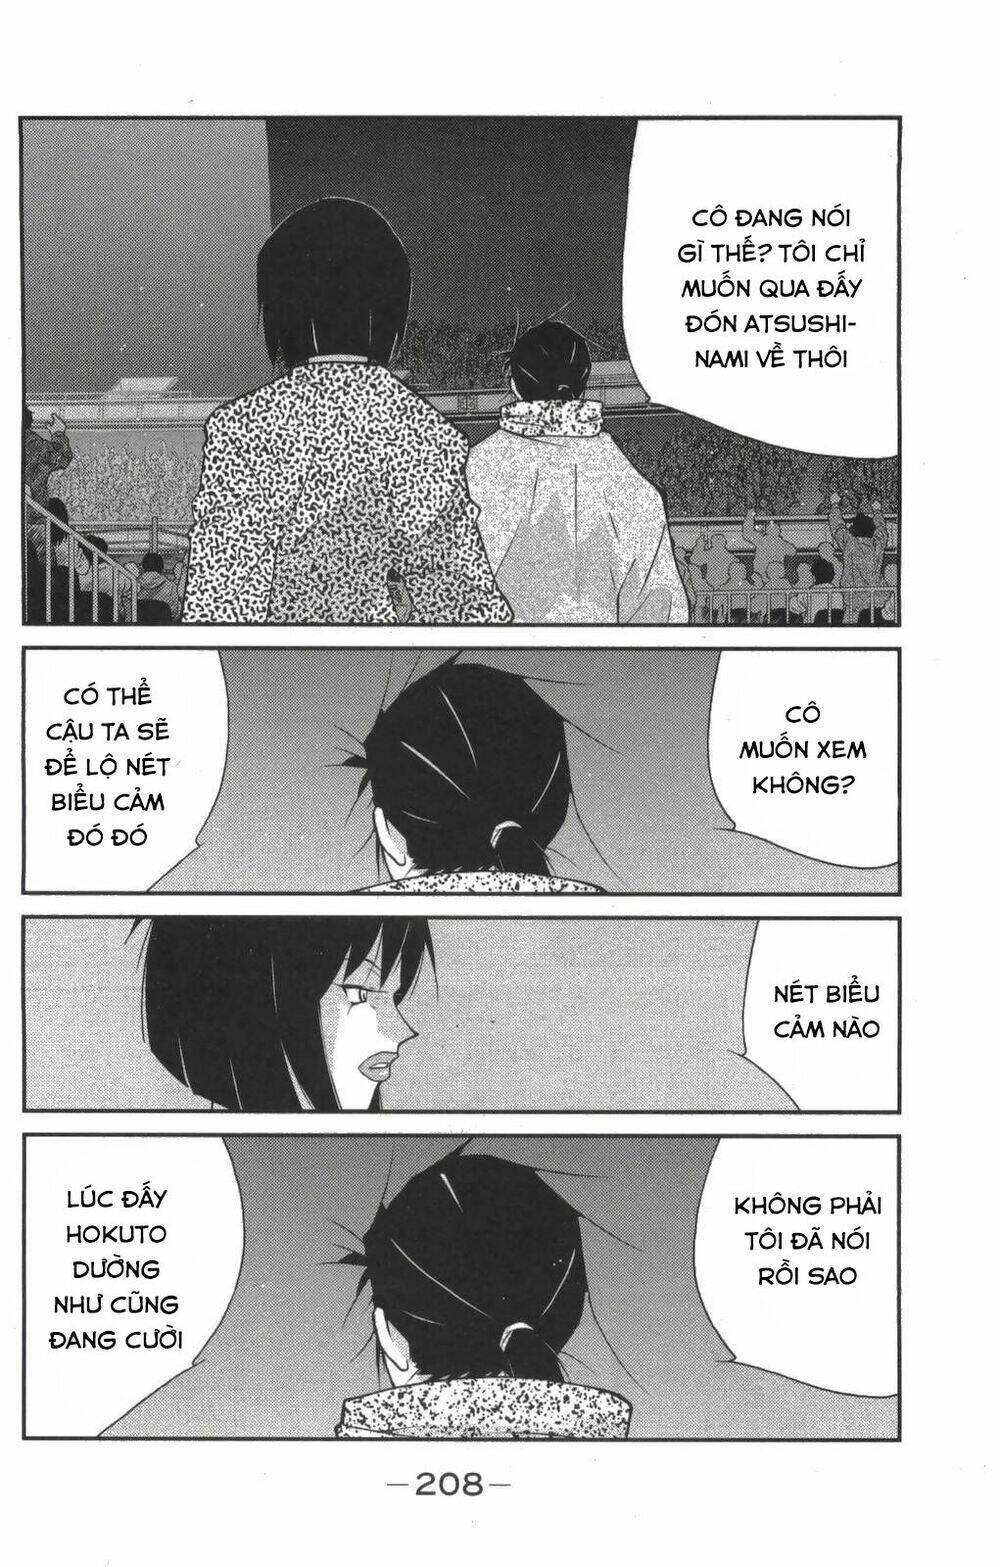 CÔ ĐANG NÓI
GÌ THẾ? TÔI CHỈ
MUỐN QUA ĐẤY
ĐÓN ATSUSHI-
NAMI VỀ THÔI
CÔ
MUỐN XEM
KHÔNG?
CÓ THỂ
CẬU TA SẼ
ĐỂ LỘ NÉT
BIỂU CẢM
ĐÓ ĐÓ
NÉT BIỂU
CẢM NÀO
KHÔNG PHẢI
TÔI ĐÃ NÓI
RỒI SAO
LÚC ĐẤY
HOKUTO
DƯỜNG
NHƯ CŨNG
ĐANG CƯỜI
—208—